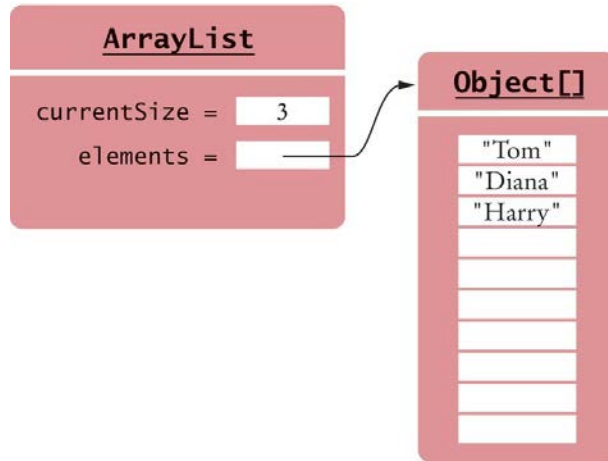 ArrayList
currentSize = 3
elements =
Object[]
"Tom"
"Diana"
"Harry"